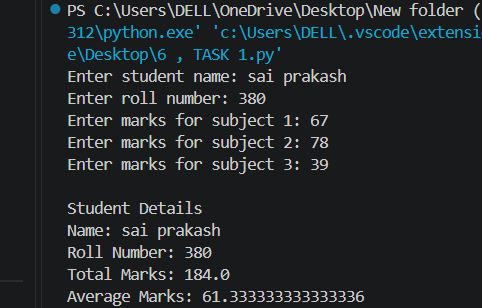 PS C:\Users\DELL\OneDrive\Desktop\New folder (
312\python.exe' 'c:\Users\DELL\.vscode\extensi
e\Desktop\6 , TASK 1.py'
Enter student name: sai prakash
Enter roll number: 380
Enter marks for subject 1: 67
Enter marks for subject 2: 78
Enter marks for subject 3: 39

Student Details
Name: sai prakash
Roll Number: 380
Total Marks: 184.0
Average Marks: 61.333333333333336